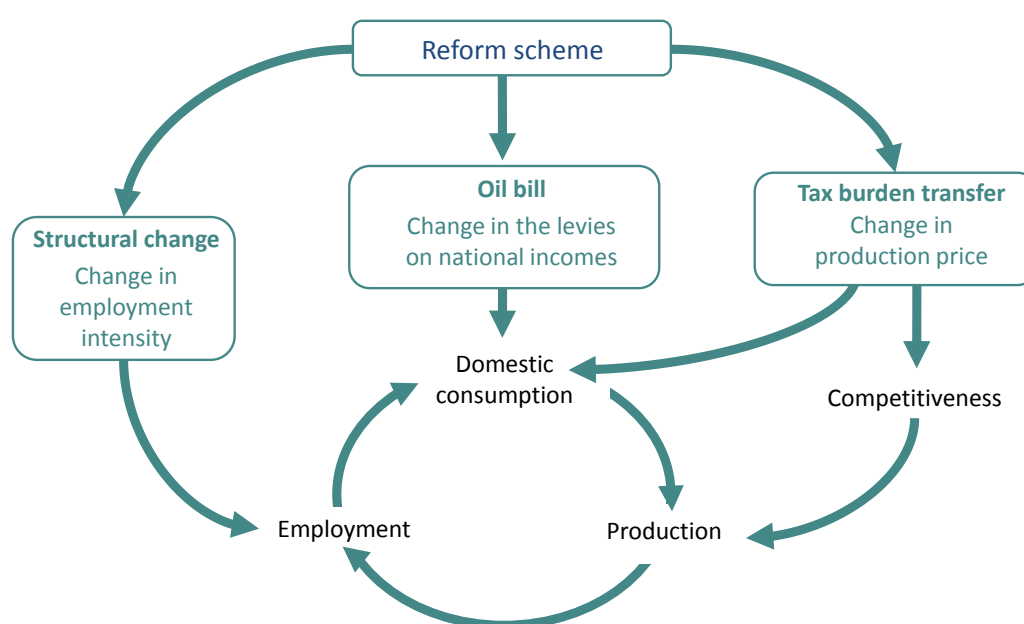 Reform scheme
Oil bill
Change in the levies
on national incomes
Tax burden transfer
Change in
production price
Structural change
Change in
employment
intensity
Domestic
consumption
Competitiveness
Employment
Production